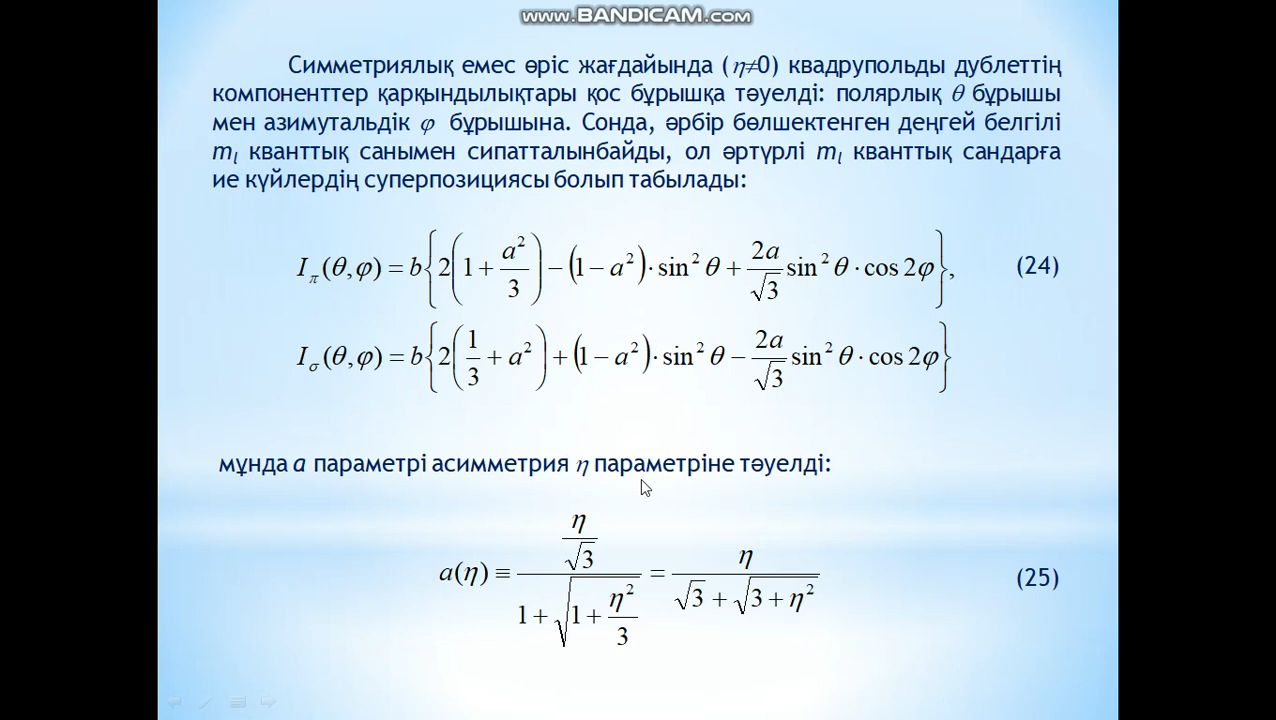 www.BANDICAM.com
Симметриялық емес өріс жағдайында (η≠0) квадрупольды дублеттің
компоненттер қарқындылықтары қос бұрышқа тәуелді: полярлық θ бұрышы
мен азимутальдік φ бұрышына. Сонда, әрбір бөлшектенген деңгей белгілі
m_l кванттық санымен сипатталынбайды, ол әртүрлі m_l кванттық сандарға
ие күйлердің суперпозициясы болып табылады:
I_π(θ,φ) = b{2(1 + a²/3) − (1 − a²)·sin²θ + 2a/√3 sin²θ·cos2φ}, (24)
I_σ(θ,φ) = b{2(1/3 + a²) + (1 − a²)·sin²θ − 2a/√3 sin²θ·cos2φ}
мұнда a параметрі асимметрия η параметріне тәуелді:
a(η) ≡ (η/√3)/(1 + √(1 + η²/3)) = η/(√3 + √(3 + η²)) (25)